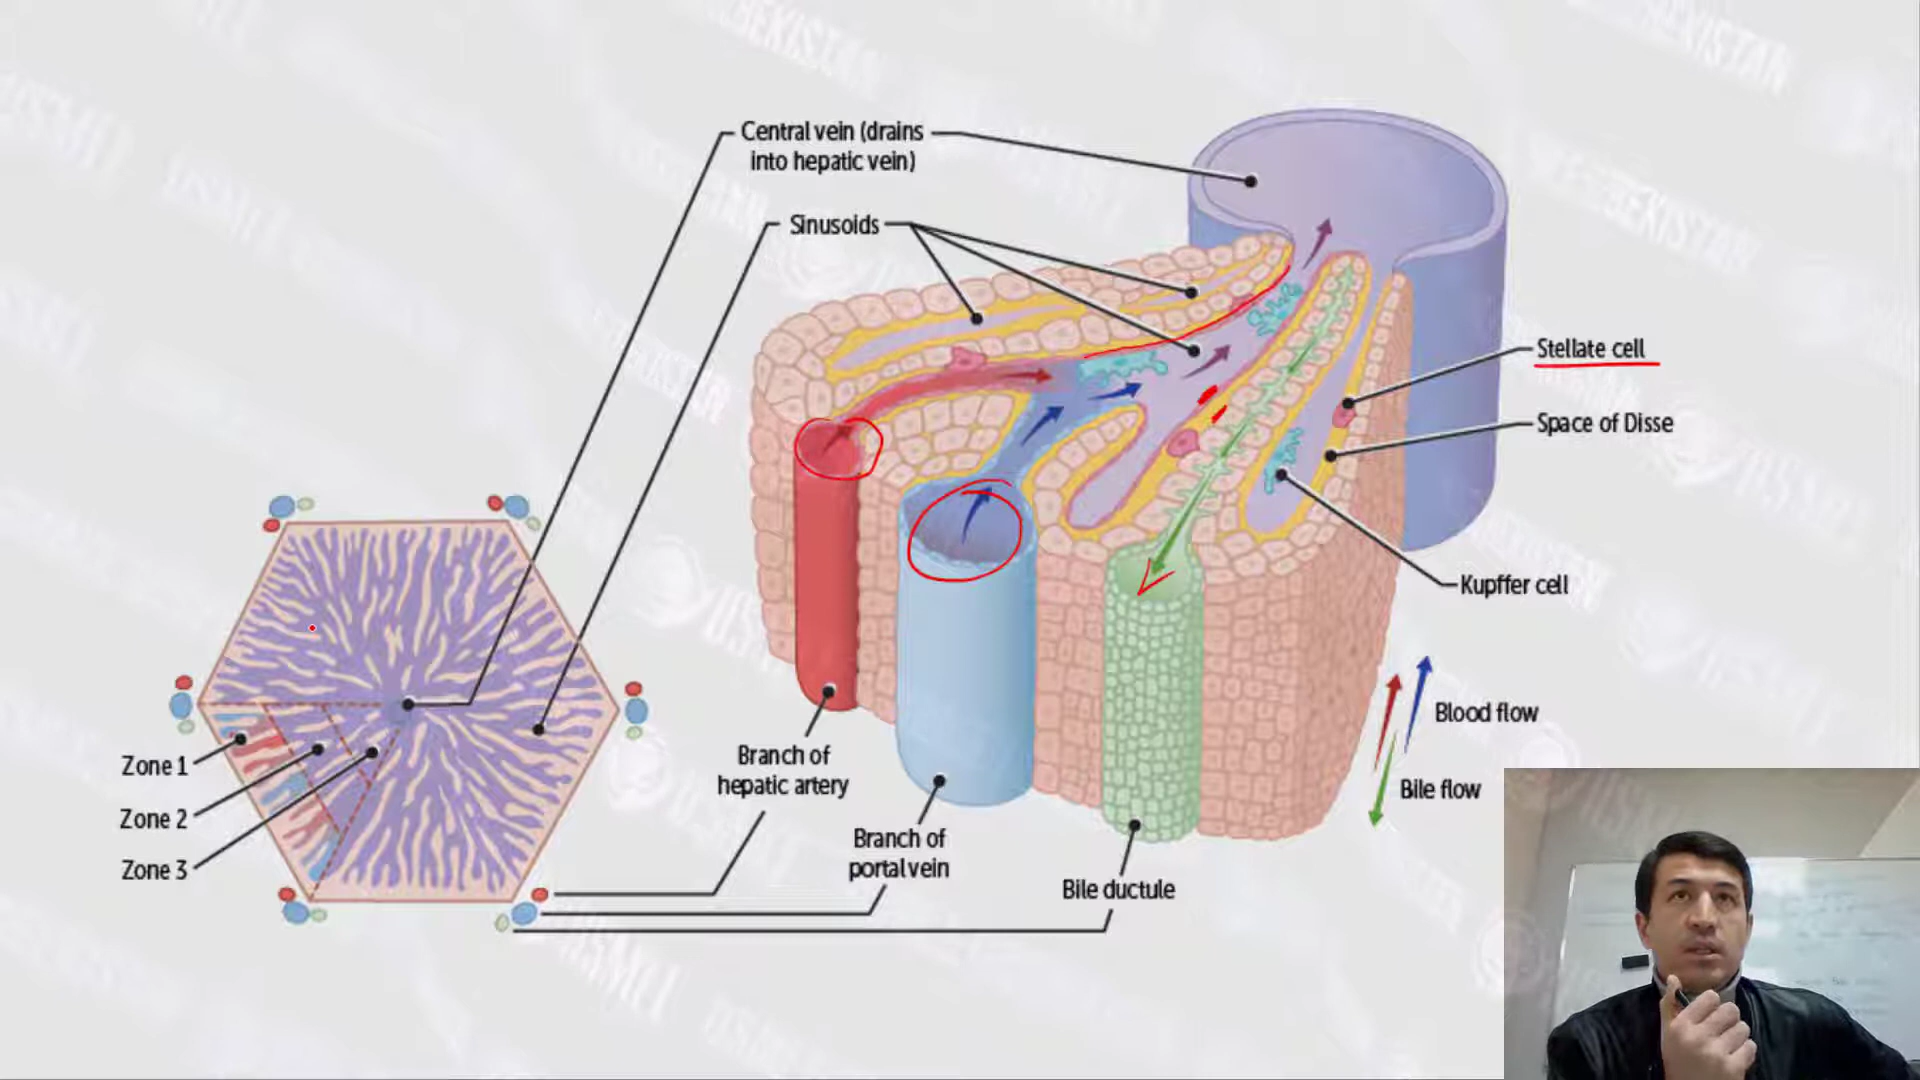 Central vein (drains
into hepatic vein)
Sinusoids
Stellate cell
Space of Disse
Kupffer cell
Blood flow
Bile flow
Zone 1
Zone 2
Zone 3
Branch of
hepatic artery
Branch of
portal vein
Bile ductule